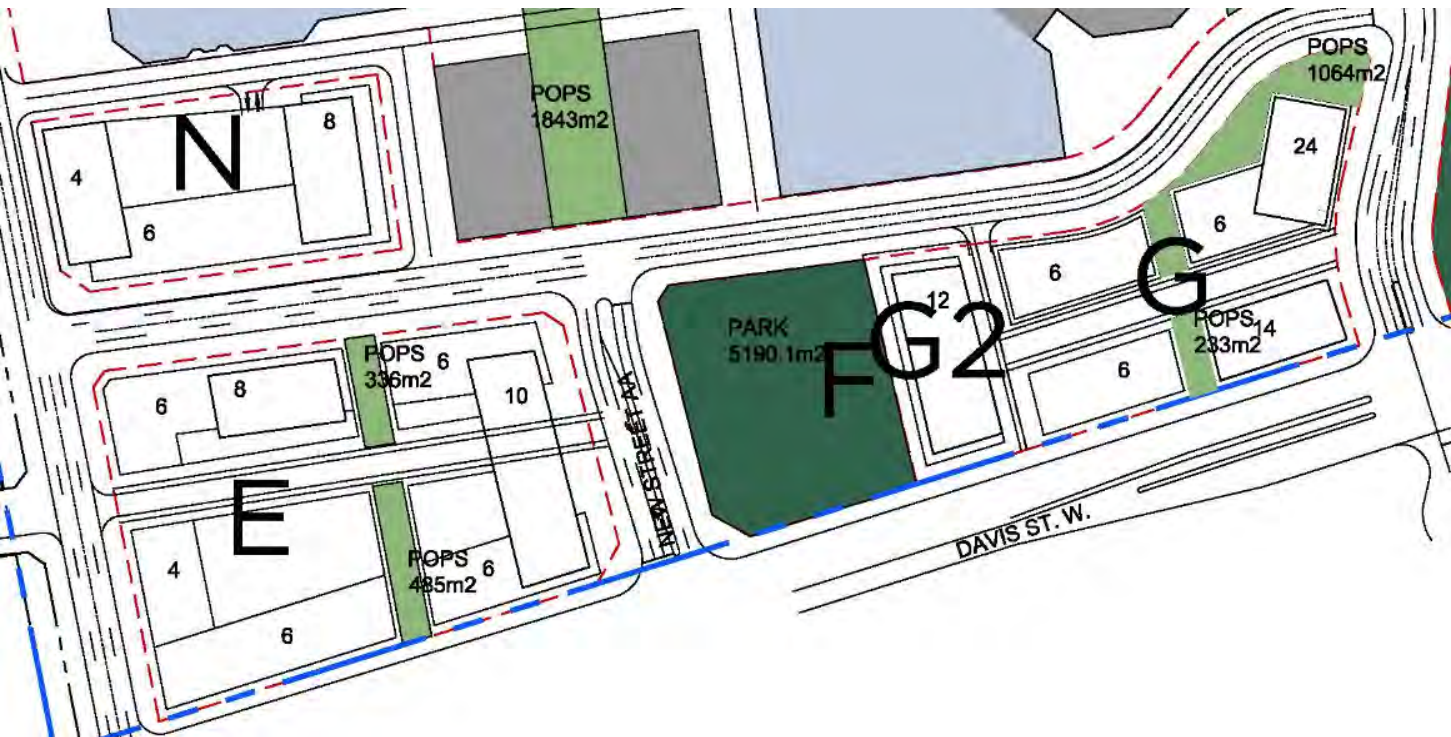 POPS
1064m2
POPS
1843m2
N
8
4
6
24
6
G
6
12
G2
PARK
5190.1m2
F
POPS
233m2
14
6
POPS
336m2
6
8
6
10
NEW STREET AA
E
4
POPS
485m2
6
6
DAVIS ST. W.